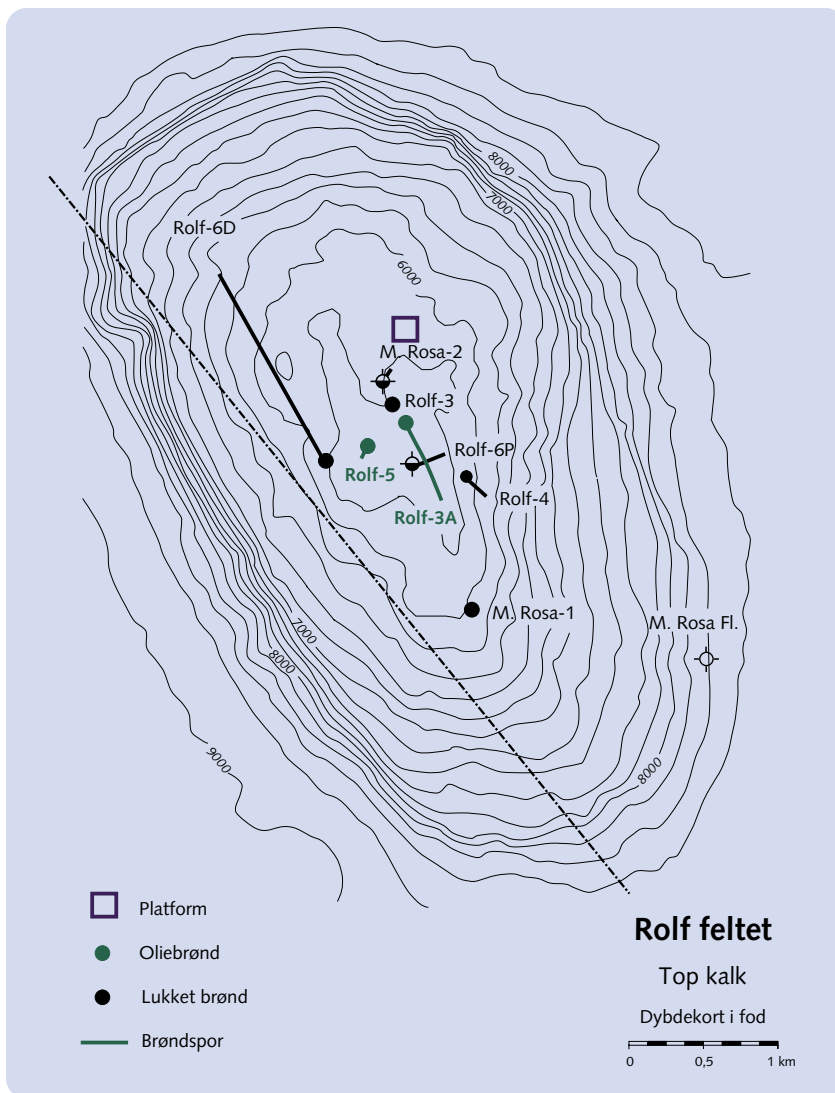 8000
7000
Rolf-6D
6000
M. Rosa-2
Rolf-3
Rolf-6P
Rolf-5
Rolf-4
Rolf-3A
M. Rosa-1
M. Rosa Fl.
7000
8000
9000
8000
Platform
Oliebrønd
Lukket brønd
Brøndspor
Rolf feltet
Top kalk
Dybdekort i fod
0 0,5 1 km